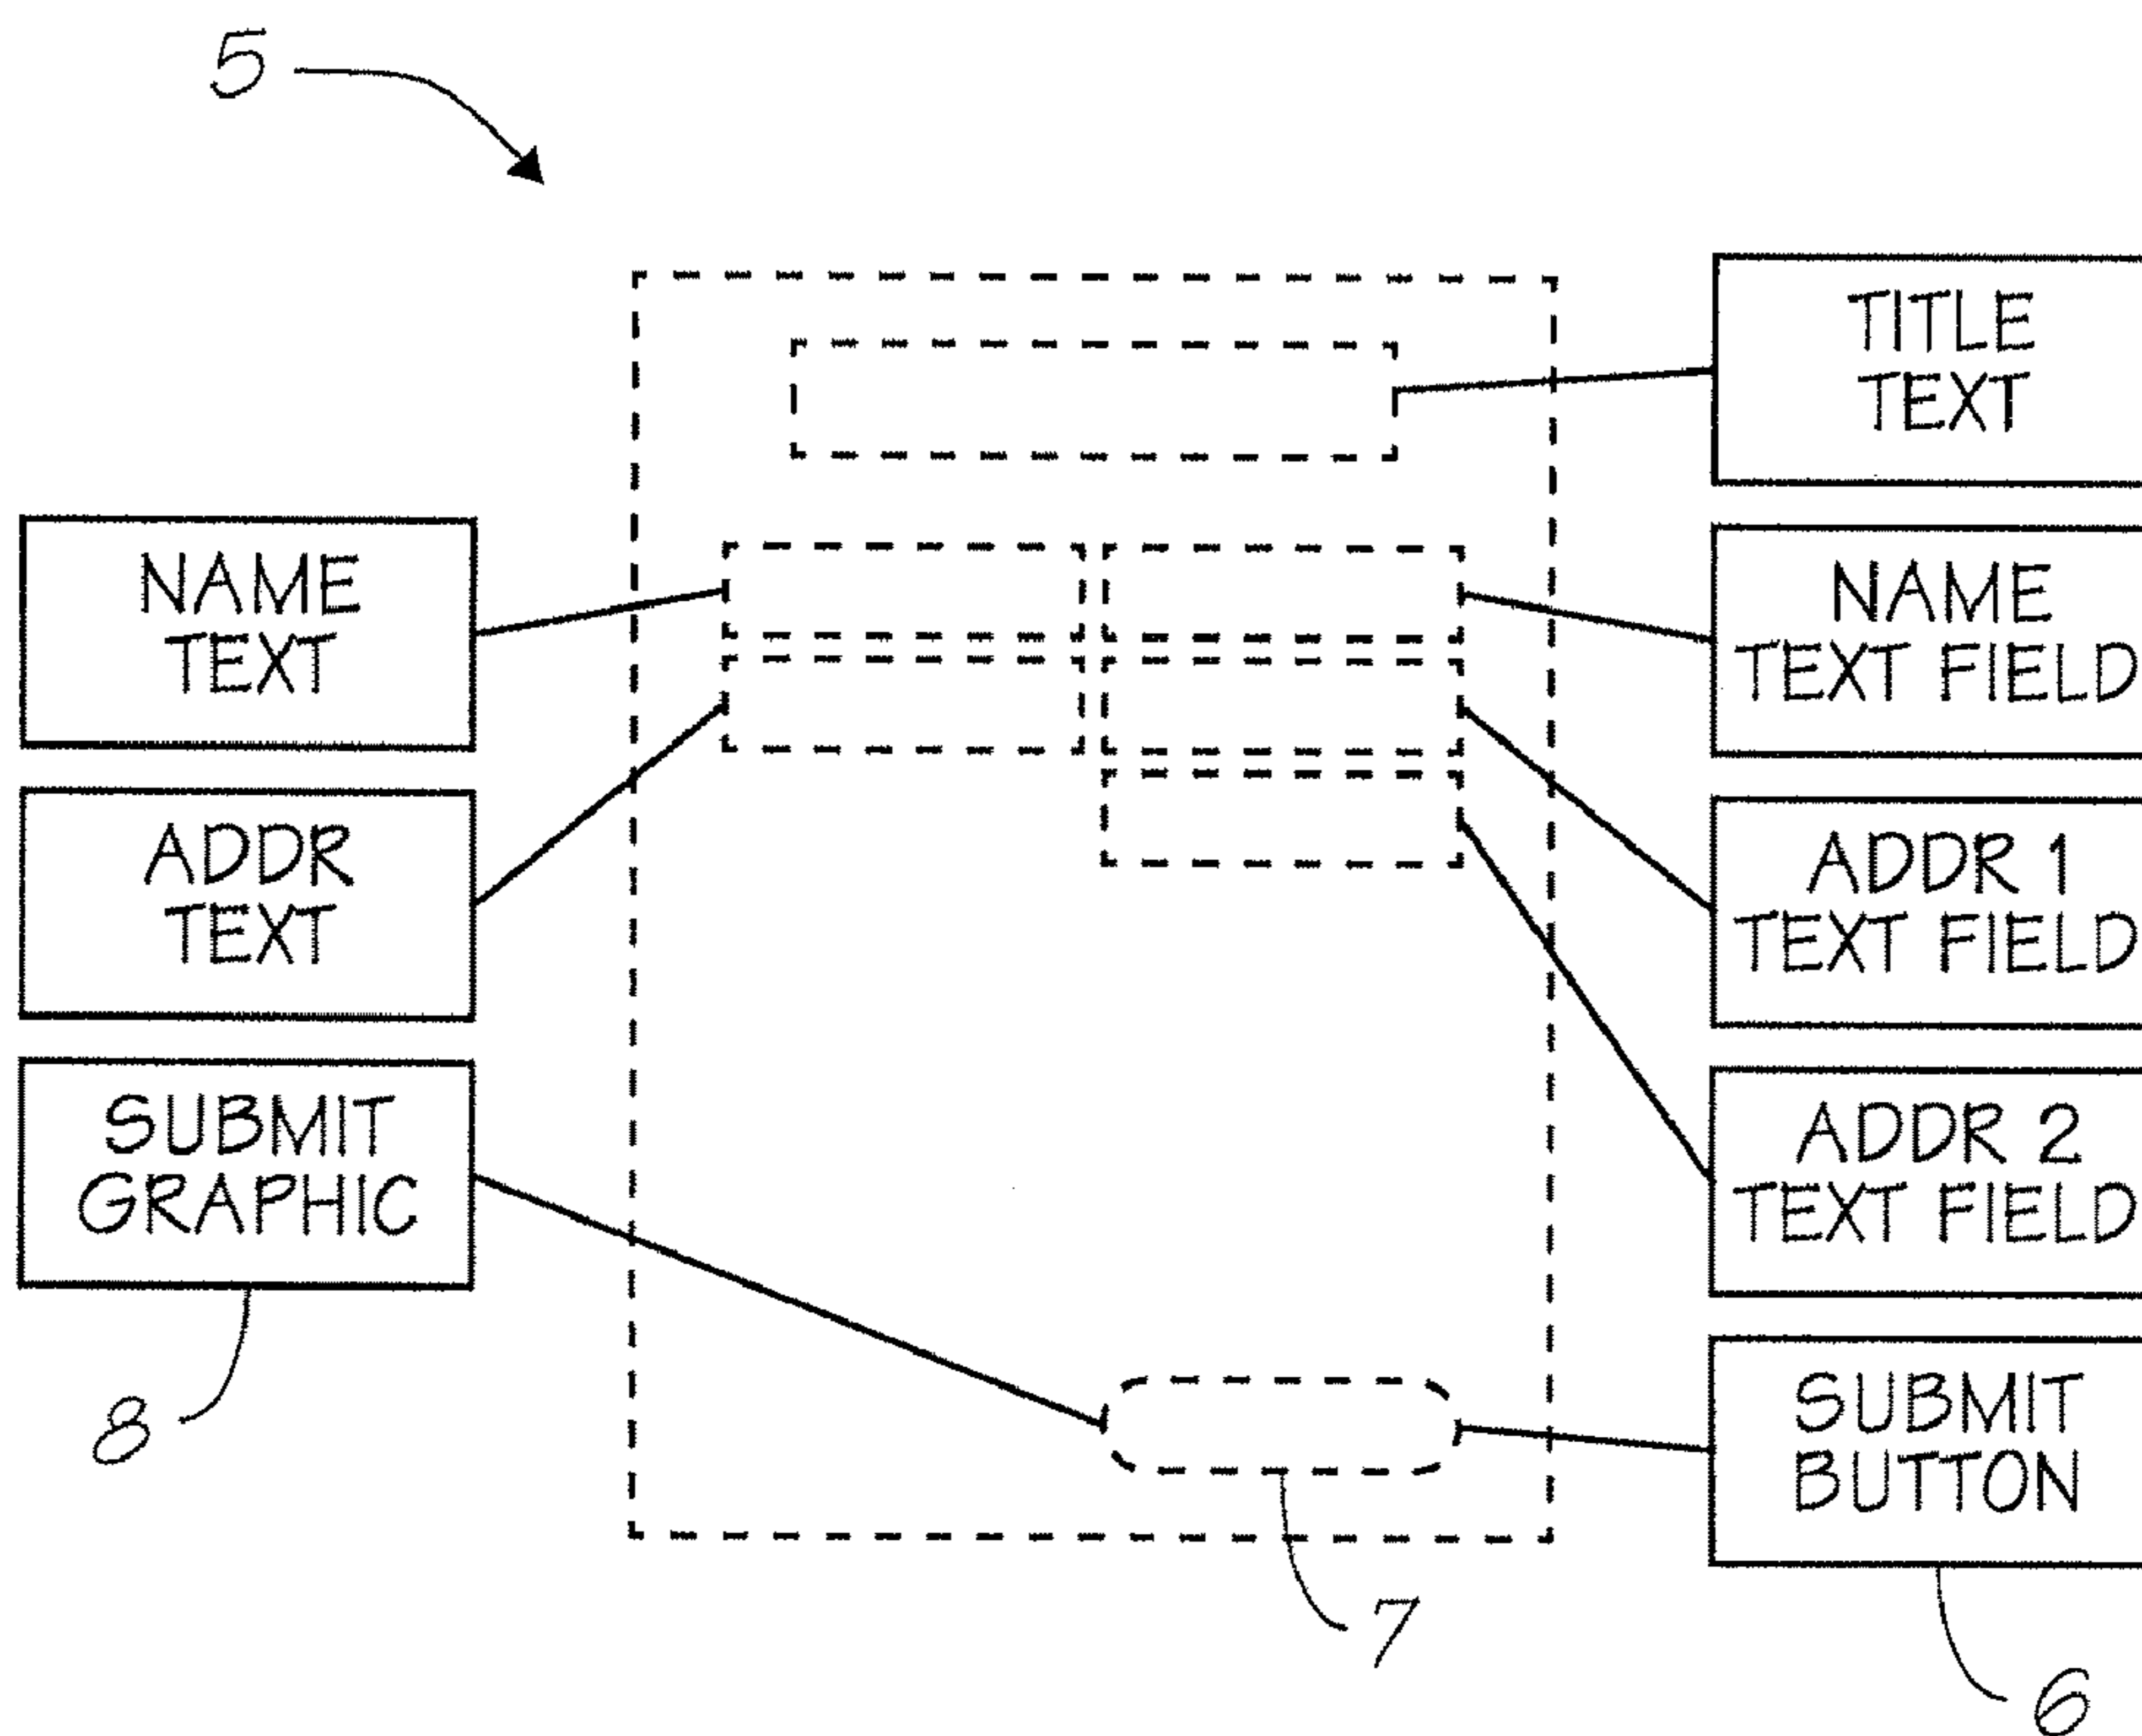 5
TITLE
TEXT
NAME
TEXT
NAME
TEXT FIELD
ADDR
TEXT
ADDR 1
TEXT FIELD
SUBMIT
GRAPHIC
ADDR 2
TEXT FIELD
8
SUBMIT
BUTTON
7
6